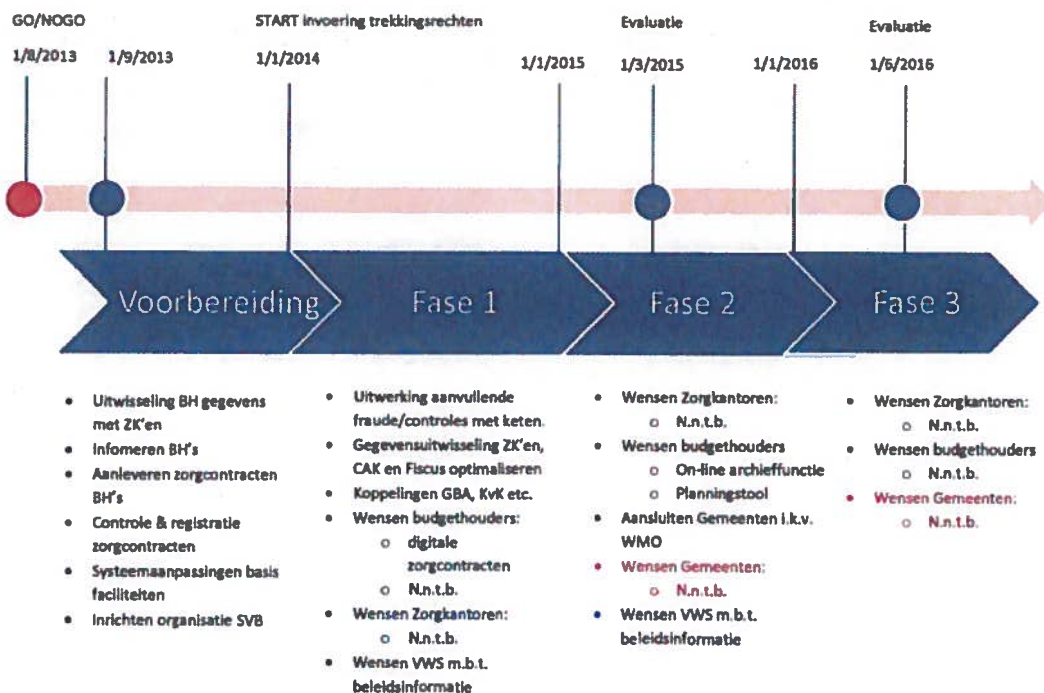 GO/NOGO
START invoering trekkingsrechten
Evaluatie
Evaluatie
1/8/2013
1/9/2013
1/1/2014
1/1/2015
1/3/2015
1/1/2016
1/6/2016
Voorbereiding
Fase 1
Fase 2
Fase 3
• Uitwisseling BH gegevens
met ZK'en
• Infomeren BH's
• Aanleveren zorgcontracten
BH's
• Controle & registratie
zorgcontracten
• Systeemaanpassingen basis
faciliteiten
• Inrichten organisatie SVB
• Uitwerking aanvullende
fraude/controles met keten.
• Gegevensuitwisseling ZK'en,
CAK en Fiscus optimaliseren
• Koppelingen GBA, KvK etc.
• Wensen budgethouders:
o digitale
zorgcontracten
o N.n.t.b.
• Wensen Zorgkantoren:
o N.n.t.b.
• Wensen VWS m.b.t.
beleidsinformatie
• Wensen Zorgkantoren:
o N.n.t.b.
• Wensen budgethouders
o On-line archieffunctie
o Planningstool
• Aansluiten Gemeenten i.k.v.
WMO
• Wensen Gemeenten:
o N.n.t.b.
• Wensen VWS m.b.t.
beleidsinformatie
• Wensen Zorgkantoren:
o N.n.t.b.
• Wensen budgethouders
o N.n.t.b.
• Wensen Gemeenten:
o N.n.t.b.